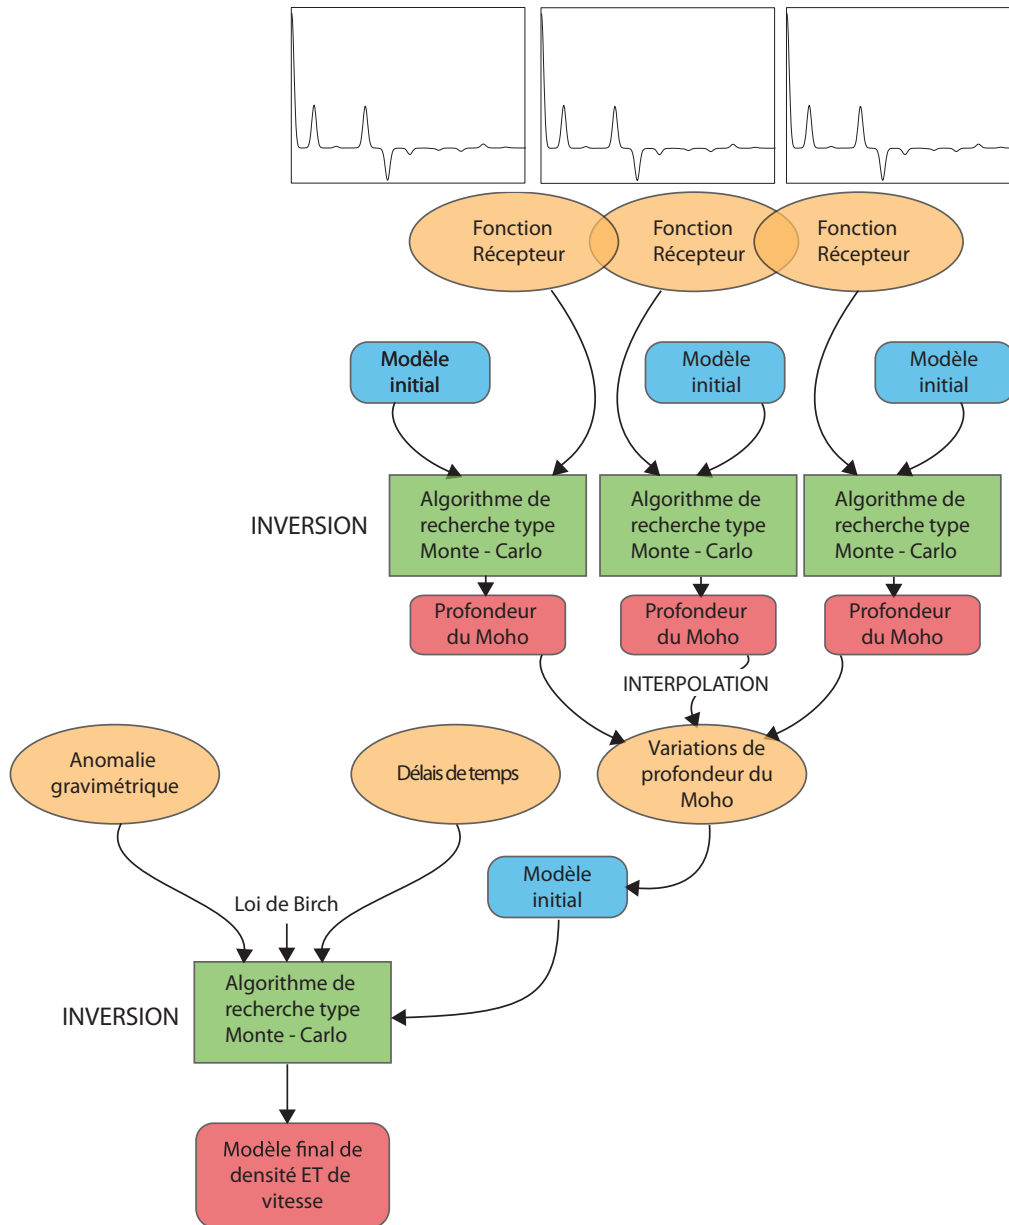 Fonction
Récepteur
Fonction
Récepteur
Fonction
Récepteur
Modèle
initial
Modèle
initial
Modèle
initial
INVERSION
Algorithme de
recherche type
Monte - Carlo
Algorithme de
recherche type
Monte - Carlo
Algorithme de
recherche type
Monte - Carlo
Profondeur
du Moho
Profondeur
du Moho
Profondeur
du Moho
INTERPOLATION
Anomalie
gravimétrique
Délais de temps
Variations de
profondeur du
Moho
Modèle
initial
Loi de Birch
INVERSION
Algorithme de
recherche type
Monte - Carlo
Modèle final de
densité ET de
vitesse